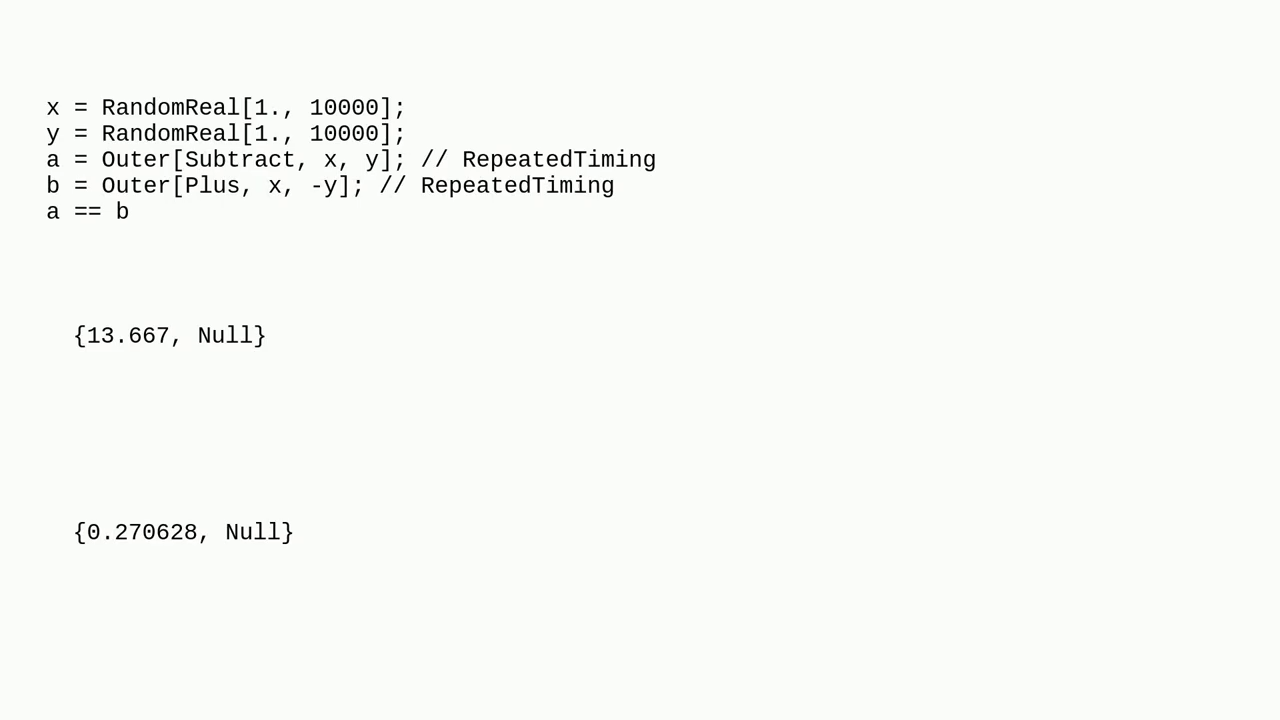 x = RandomReal[1., 10000];
y = RandomReal[1., 10000];
a = Outer[Subtract, x, y]; // RepeatedTiming
b = Outer[Plus, x, -y]; // RepeatedTiming
a == b
{13.667, Null}
{0.270628, Null}